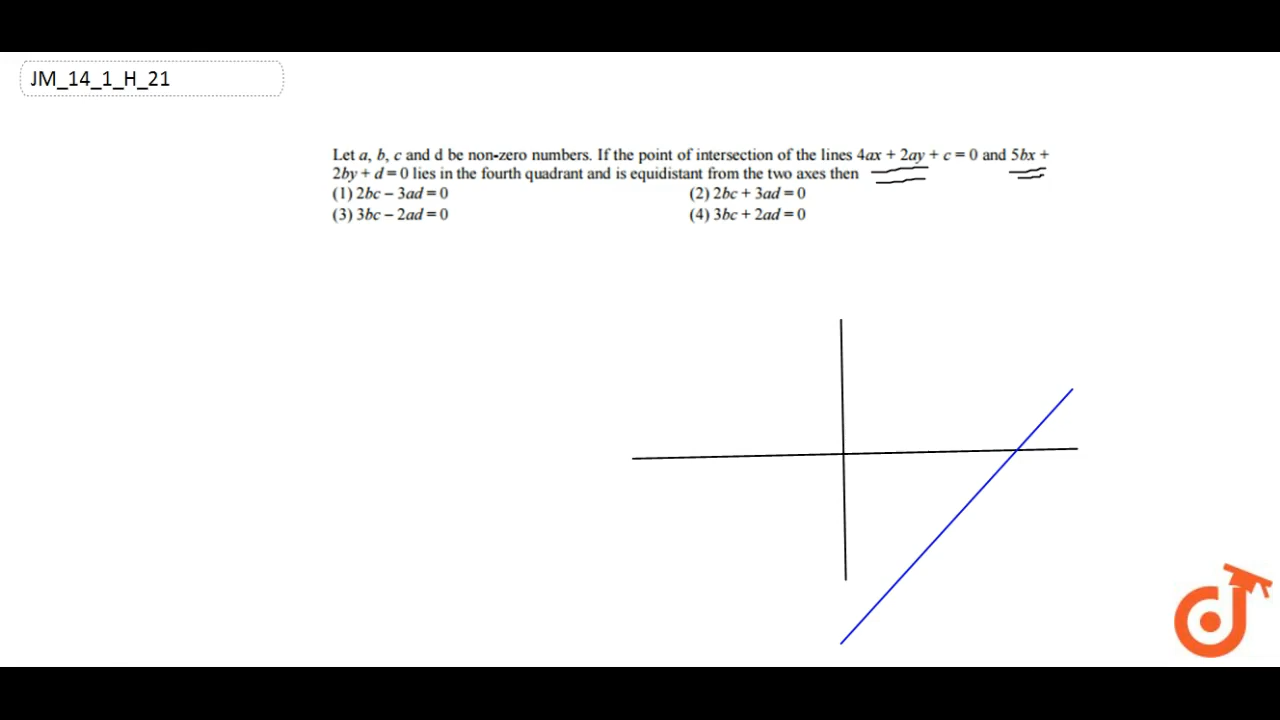 JM_14_1_H_21
Let a, b, c and d be non-zero numbers. If the point of intersection of the lines 4ax + 2ay + c = 0 and 5bx +
2by + d = 0 lies in the fourth quadrant and is equidistant from the two axes then
(1) 2bc − 3ad = 0 (2) 2bc + 3ad = 0
(3) 3bc − 2ad = 0 (4) 3bc + 2ad = 0